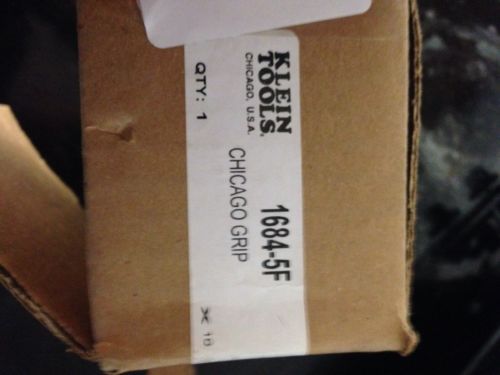 KLEIN
TOOLS®
CHICAGO, U.S.A.
QTY: 1
1684-5F
CHICAGO GRIP